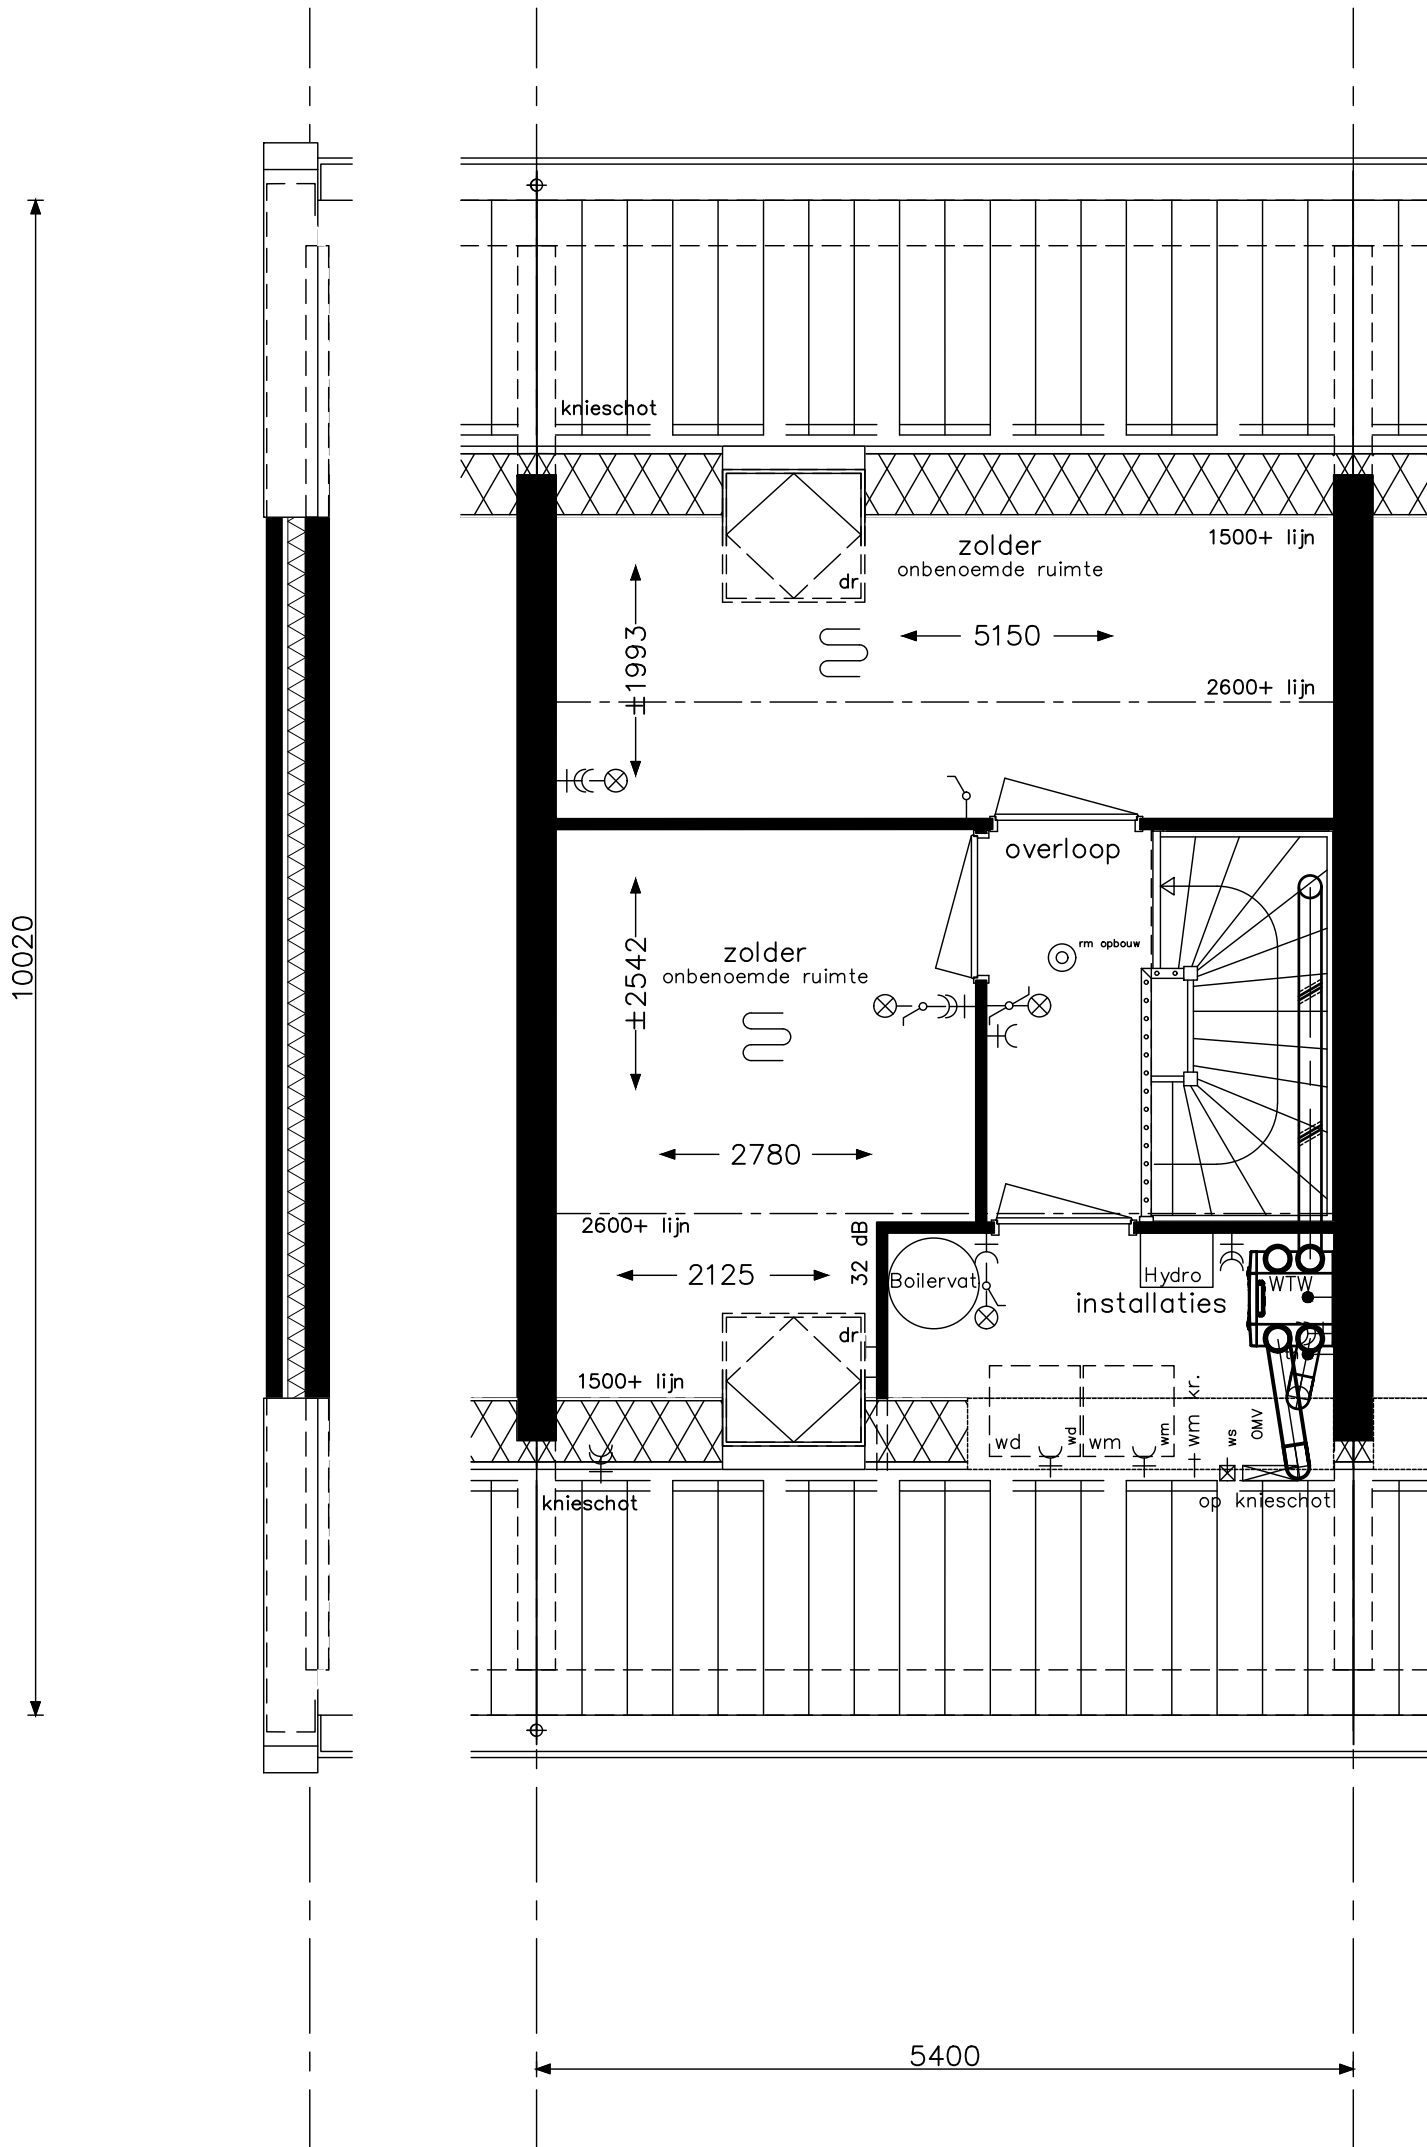 knieschot
1500+ lijn
zolder
onbenoemde ruimte
dr
5150
±1993
2600+ lijn
overloop
10020
rm opbouw
zolder
onbenoemde ruimte
±2542
2780
2600+ lijn
32 dB
2125
Boilervat
Hydro
WTW
installaties
dr
1500+ lijn
wd
wd
wm
wm
wm kr.
ws
OMV
knieschot
op knieschot
5400